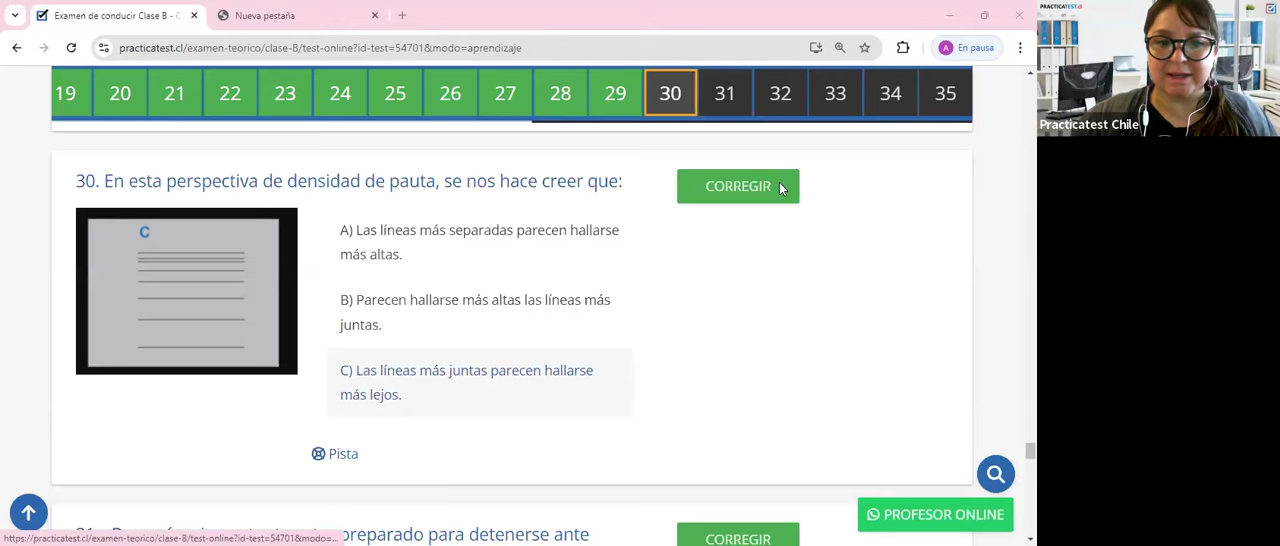 Examen de conducir Clase B - C
Nueva pestaña
practicatest.cl/examen-teorico/clase-B/test-online?id-test=54701&modo=aprendizaje
A En pausa
PRACTICATEST.cl
Practicatest Chile
19 20 21 22 23 24 25 26 27 28 29 30 31 32 33 34 35
30. En esta perspectiva de densidad de pauta, se nos hace creer que:
CORREGIR
C
A) Las líneas más separadas parecen hallarse
más altas.
B) Parecen hallarse más altas las líneas más
juntas.
C) Las líneas más juntas parecen hallarse
más lejos.
Pista
PROFESOR ONLINE
preparado para detenerse ante
CORREGIR
https://practicatest.cl/examen-teorico/clase-B/test-online?id-test=54701&modo=...